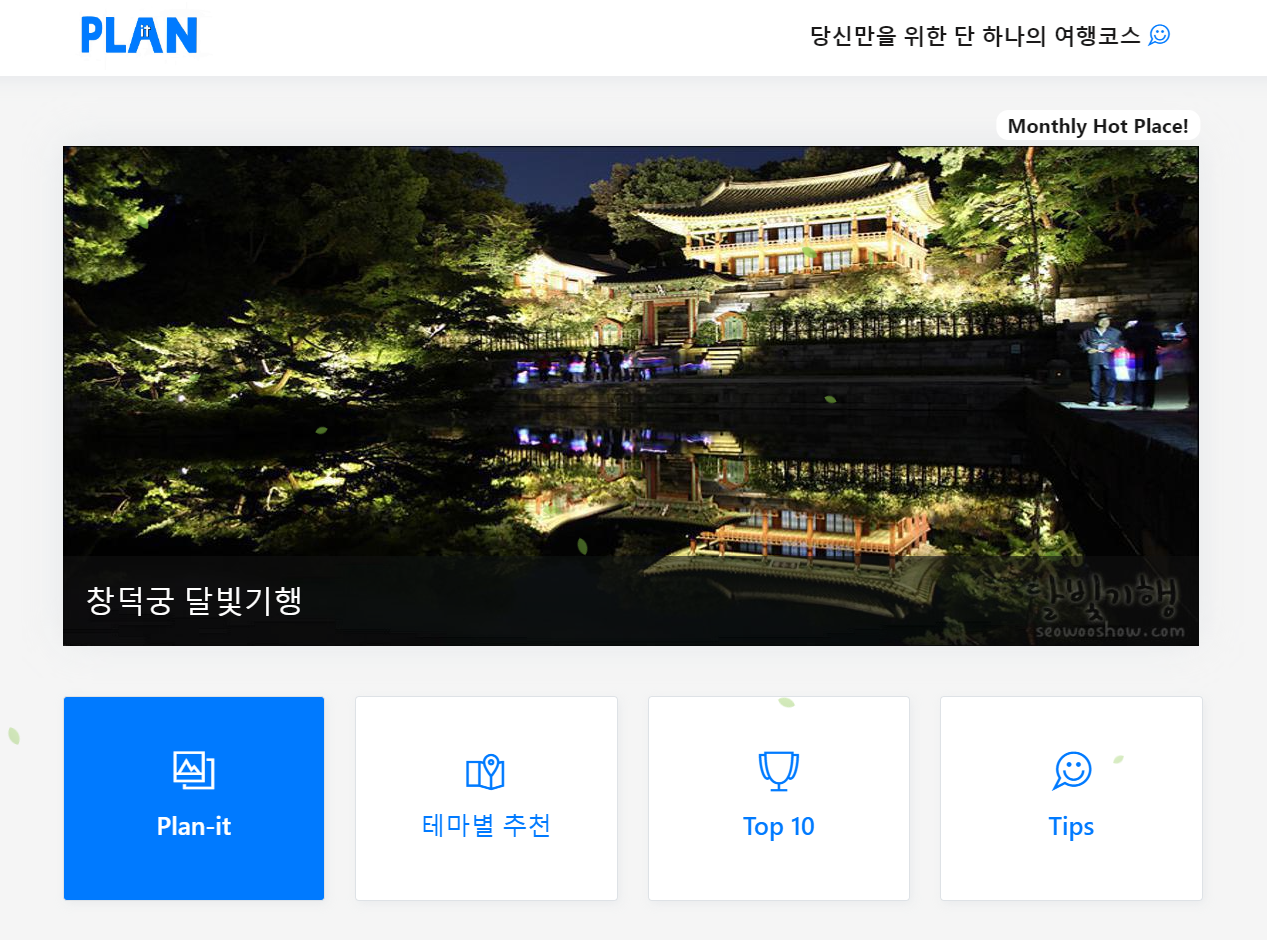 PLAN
it
당신만을 위한 단 하나의 여행코스
Monthly Hot Place!
창덕궁 달빛기행
달빛기행
seowooshow.com
Plan-it
테마별 추천
Top 10
Tips